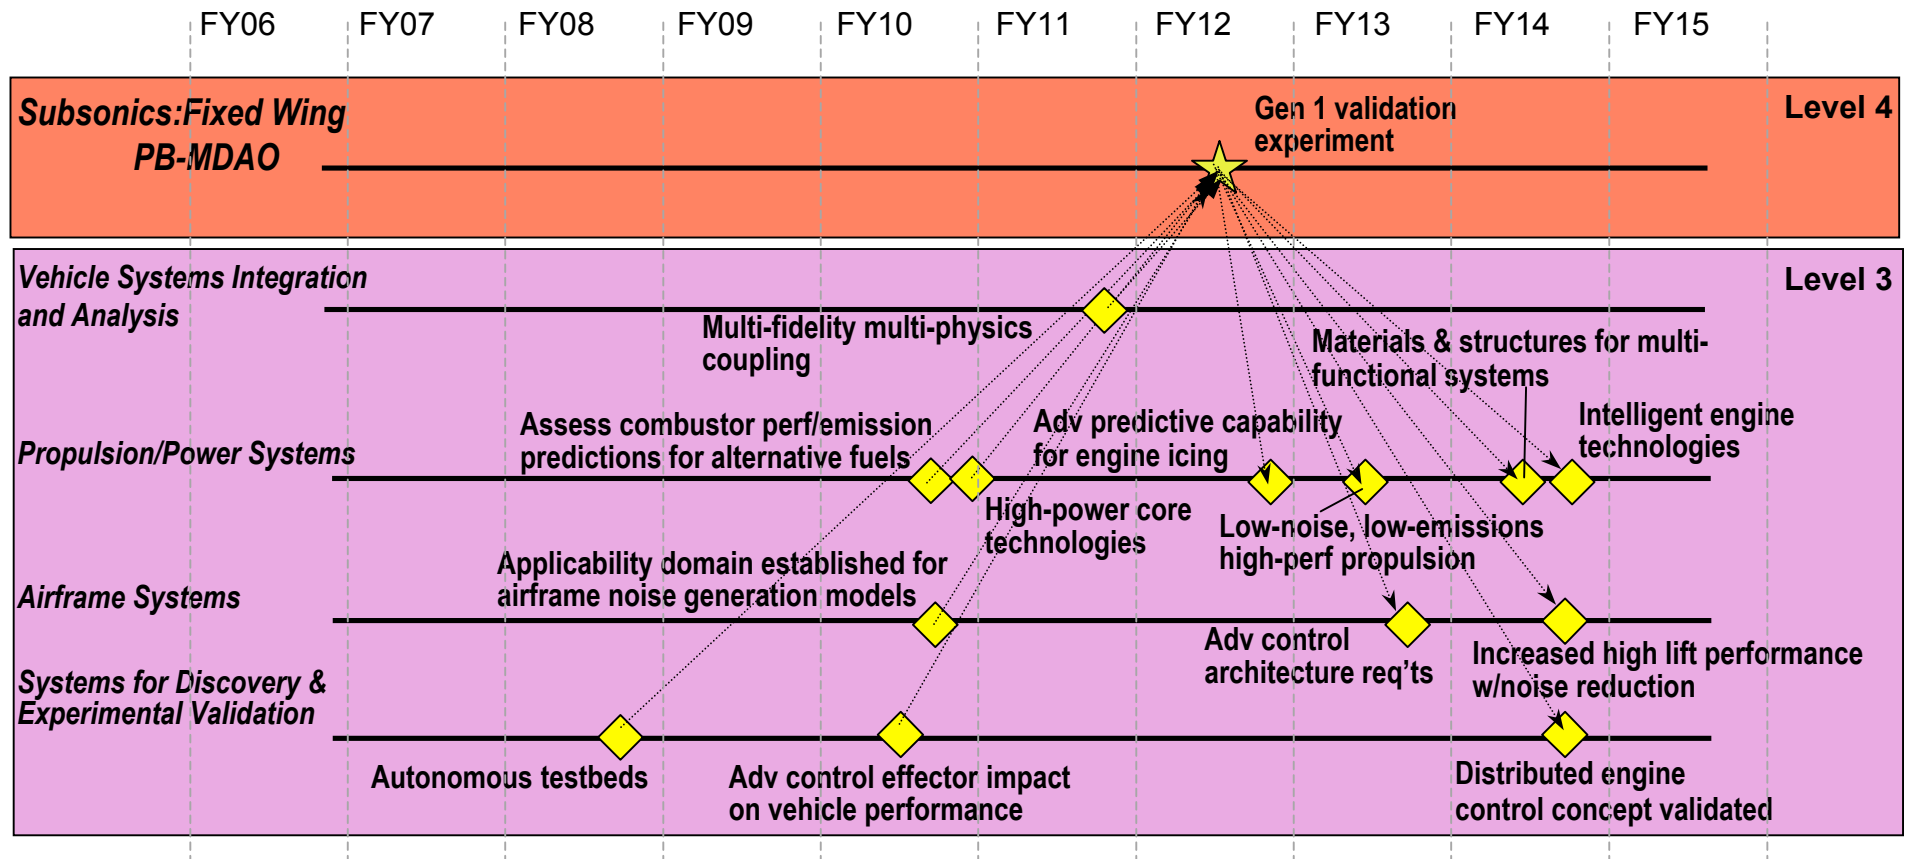 FY06 FY07 FY08 FY09 FY10 FY11 FY12 FY13 FY14 FY15
Subsonics:Fixed Wing
PB-MDAO
Gen 1 validation
experiment
Level 4
Vehicle Systems Integration
and Analysis
Level 3
Multi-fidelity multi-physics
coupling
Materials & structures for multi-
functional systems
Propulsion/Power Systems
Assess combustor perf/emission
predictions for alternative fuels
Adv predictive capability
for engine icing
Intelligent engine
technologies
High-power core
technologies
Low-noise, low-emissions
high-perf propulsion
Airframe Systems
Applicability domain established for
airframe noise generation models
Adv control
architecture req’ts
Increased high lift performance
w/noise reduction
Systems for Discovery &
Experimental Validation
Autonomous testbeds
Adv control effector impact
on vehicle performance
Distributed engine
control concept validated